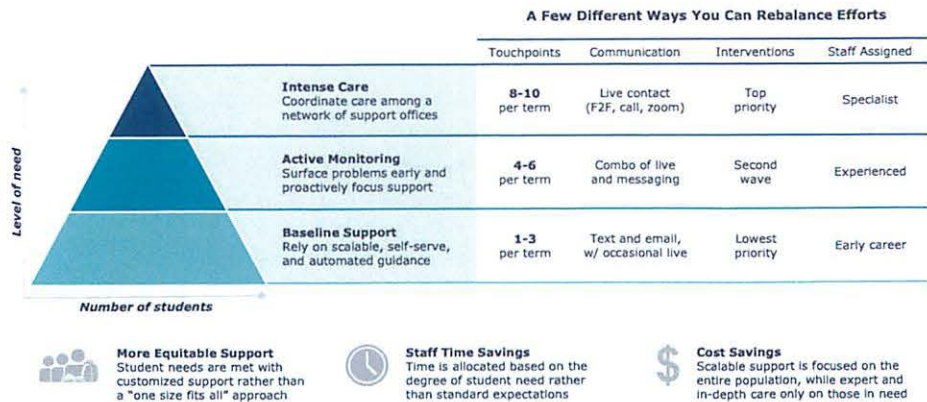 A Few Different Ways You Can Rebalance Efforts
Touchpoints
Communication
Interventions
Staff Assigned
Level of need
Intense Care
Coordinate care among a
network of support offices
8-10
per term
Live contact
(F2F, call, zoom)
Top
priority
Specialist
Active Monitoring
Surface problems early and
proactively focus support
4-6
per term
Combo of live
and messaging
Second
wave
Experienced
Baseline Support
Rely on scalable, self-serve,
and automated guidance
1-3
per term
Text and email,
w/ occasional live
Lowest
priority
Early career
Number of students
More Equitable Support
Student needs are met with
customized support rather than
a "one size fits all" approach
Staff Time Savings
Time is allocated based on the
degree of student need rather
than standard expectations
$
Cost Savings
Scalable support is focused on the
entire population, while expert and
in-depth care only on those in need